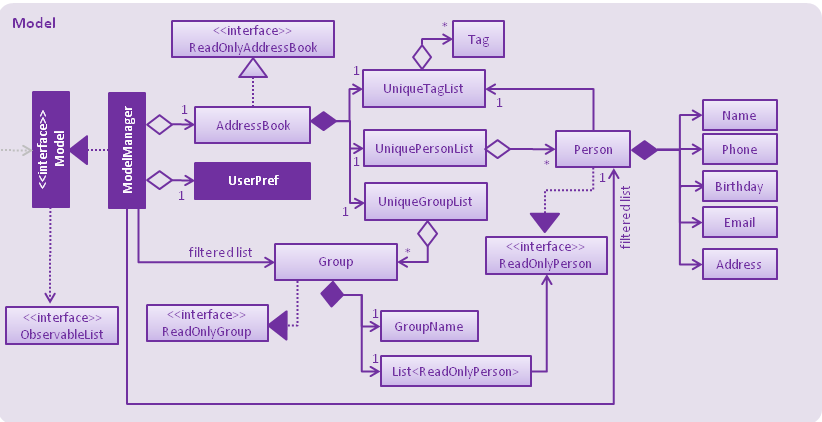 Model
<<interface>>
ReadOnlyAddressBook
*
Tag
1
UniqueTagList
1
<<interface>>
Model
ModelManager
1
AddressBook
Name
UniquePersonList
1
*
Person
Phone
1
UserPref
1
UniqueGroupList
1
Birthday
filtered list
Email
filtered list
Group
*
<<interface>>
ReadOnlyPerson
Address
<<interface>>
ObservableList
<<interface>>
ReadOnlyGroup
1
GroupName
1
List<ReadOnlyPerson>